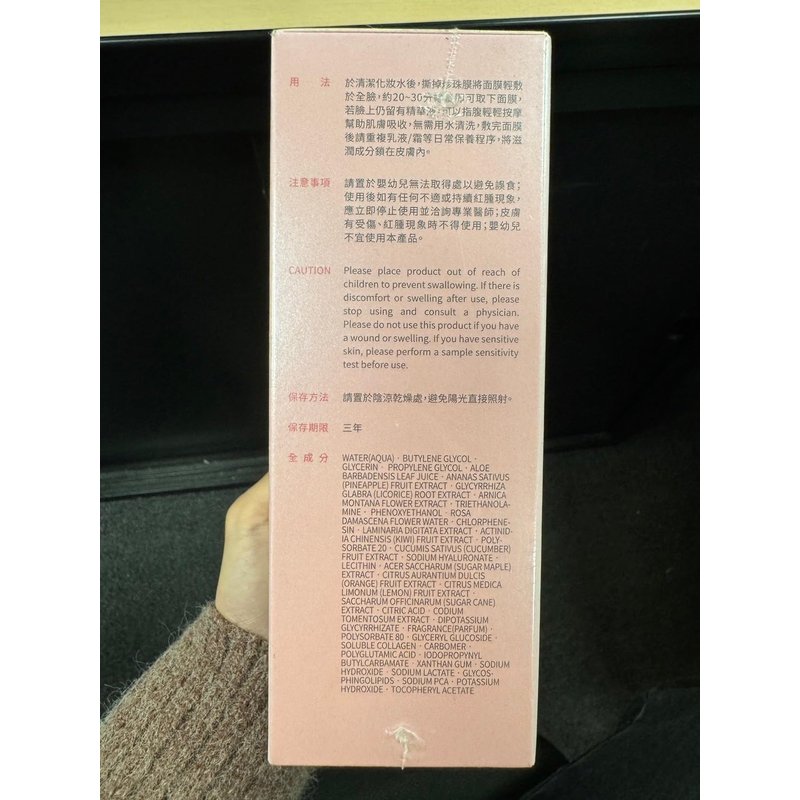 用法 於清潔化妝水後,撕掉珍珠膜將面膜輕敷
於全臉,約20~30分 可取下面膜,
若臉上仍留有精華液,可以指腹輕輕按摩
幫助肌膚吸收,無需用水清洗,敷完面膜
後請重複乳液/霜等日常保養程序,將滋
潤成分鎖在皮膚內。
注意事項 請置於嬰幼兒無法取得處以避免誤食;
使用後如有任何不適或持續紅腫現象,
應立即停止使用並洽詢專業醫師;皮膚
有受傷、紅腫現象時不得使用;嬰幼兒
不宜使用本產品。
CAUTION Please place product out of reach of
children to prevent swallowing. If there is
discomfort or swelling after use, please
stop using and consult a physician.
Please do not use this product if you have
a wound or swelling. If you have sensitive
skin, please perform a sample sensitivity
test before use.
保存方法 請置於陰涼乾燥處,避免陽光直接照射。
保存期限 三年
全成分 WATER(AQUA)・BUTYLENE GLYCOL・
GLYCERIN・PROPYLENE GLYCOL・ALOE
BARBADENSIS LEAF JUICE・ANANAS SATIVUS
(PINEAPPLE) FRUIT EXTRACT・GLYCYRRHIZA
GLABRA (LICORICE) ROOT EXTRACT・ARNICA
MONTANA FLOWER EXTRACT・TRIETHANOLA-
MINE・PHENOXYETHANOL・ROSA
DAMASCENA FLOWER WATER・CHLORPHENE-
SIN・LAMINARIA DIGITATA EXTRACT・ACTINID-
IA CHINENSIS (KIWI) FRUIT EXTRACT・POLY-
SORBATE 20・CUCUMIS SATIVUS (CUCUMBER)
FRUIT EXTRACT・SODIUM HYALURONATE・
LECITHIN・ACER SACCHARUM (SUGAR MAPLE)
EXTRACT・CITRUS AURANTIUM DULCIS
(ORANGE) FRUIT EXTRACT・CITRUS MEDICA
LIMONUM (LEMON) FRUIT EXTRACT・
SACCHARUM OFFICINARUM (SUGAR CANE)
EXTRACT・CITRIC ACID・CODIUM
TOMENTOSUM EXTRACT・DIPOTASSIUM
GLYCYRRHIZATE・FRAGRANCE(PARFUM)・
POLYSORBATE 80・GLYCERYL GLUCOSIDE・
SOLUBLE COLLAGEN・CARBOMER・
POLYGLUTAMIC ACID・IODOPROPYNYL
BUTYLCARBAMATE・XANTHAN GUM・SODIUM
HYDROXIDE・SODIUM LACTATE・GLYCOS-
PHINGOLIPIDS・SODIUM PCA・POTASSIUM
HYDROXIDE・TOCOPHERYL ACETATE